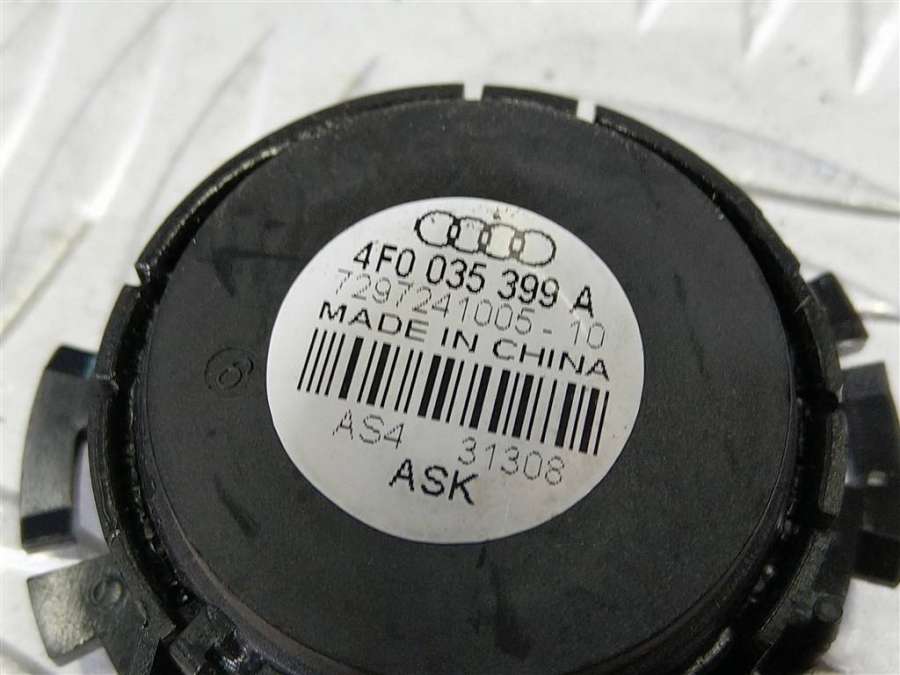 4F0 035 399 A
7297241005-10
MADE IN CHINA
AS4 31308
ASK